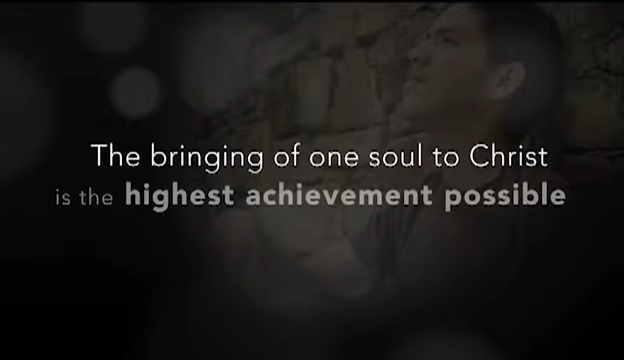 The bringing of one soul to Christ
is the highest achievement possible